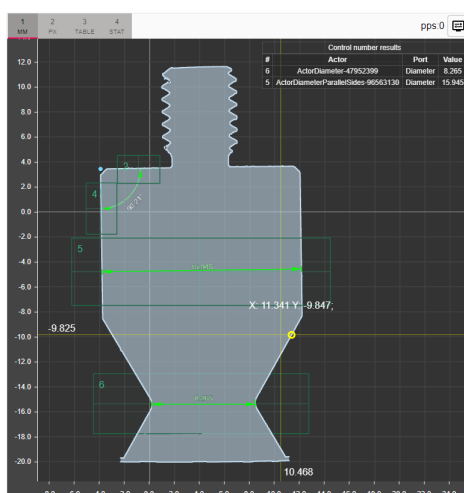 1 2 3 4
MM PX TABLE STAT
pps:0
Control number results
# Actor Port Value
6 ActorDiameter-47952399 Diameter 8.265
5 ActorDiameterParallelSides-96563130 Diameter 15.945
12.0
10.0
8.0
6.0
4.0
2.0
0.0
-2.0
-4.0
-6.0
-8.0
-10.0
-12.0
-14.0
-16.0
-18.0
-20.0
3
4
5
X: 11.341 Y: -9.847;
-9.825
6
10.468